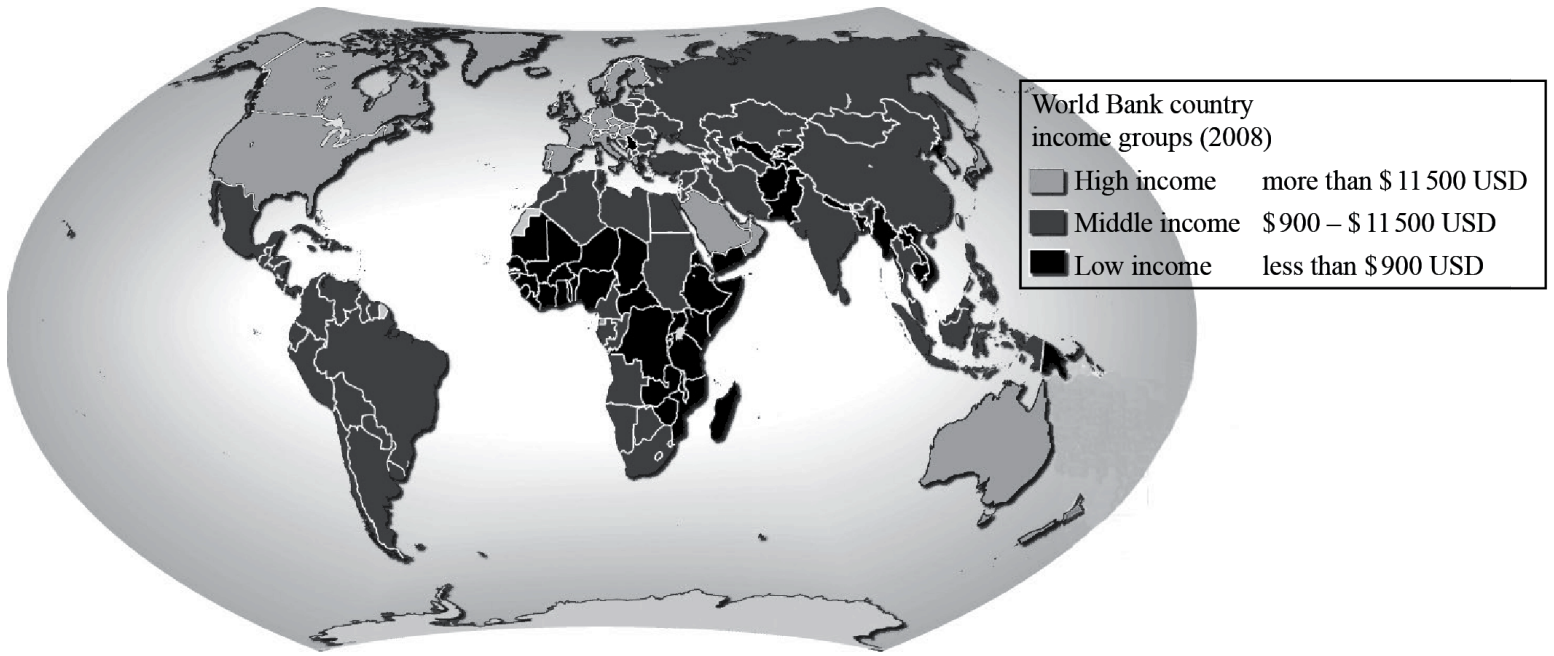 World Bank country
income groups (2008)
High income more than $ 11 500 USD
Middle income $ 900 – $ 11 500 USD
Low income less than $ 900 USD